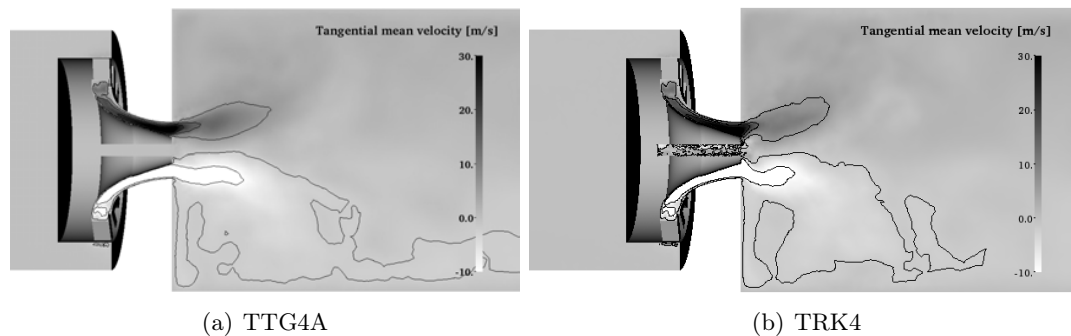 Tangential mean velocity [m/s]
30.
20.
10.
0.0
-10.
(a) TTG4A
Tangential mean velocity [m/s]
30.
20.
10.
0.0
-10.
(b) TRK4